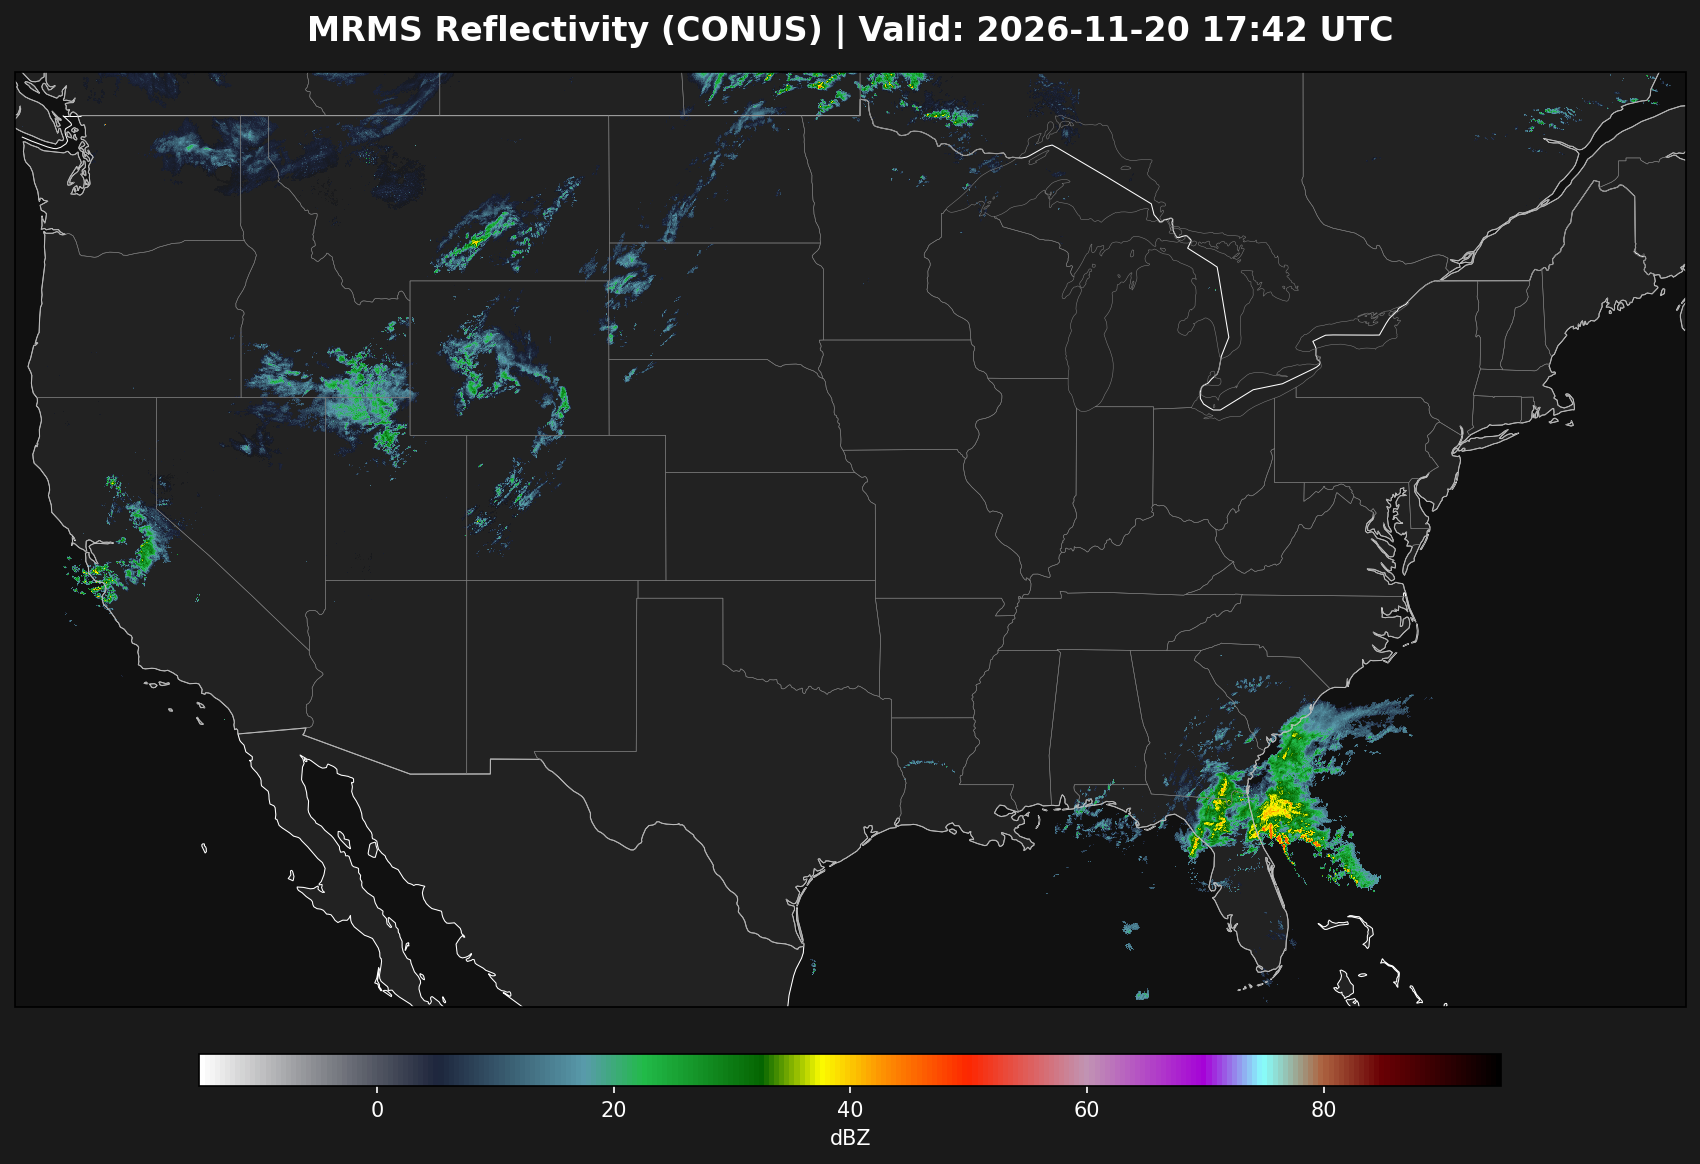 MRMS Reflectivity (CONUS) | Valid: 2026-11-20 17:42 UTC
0 20 40 60 80
dBZ